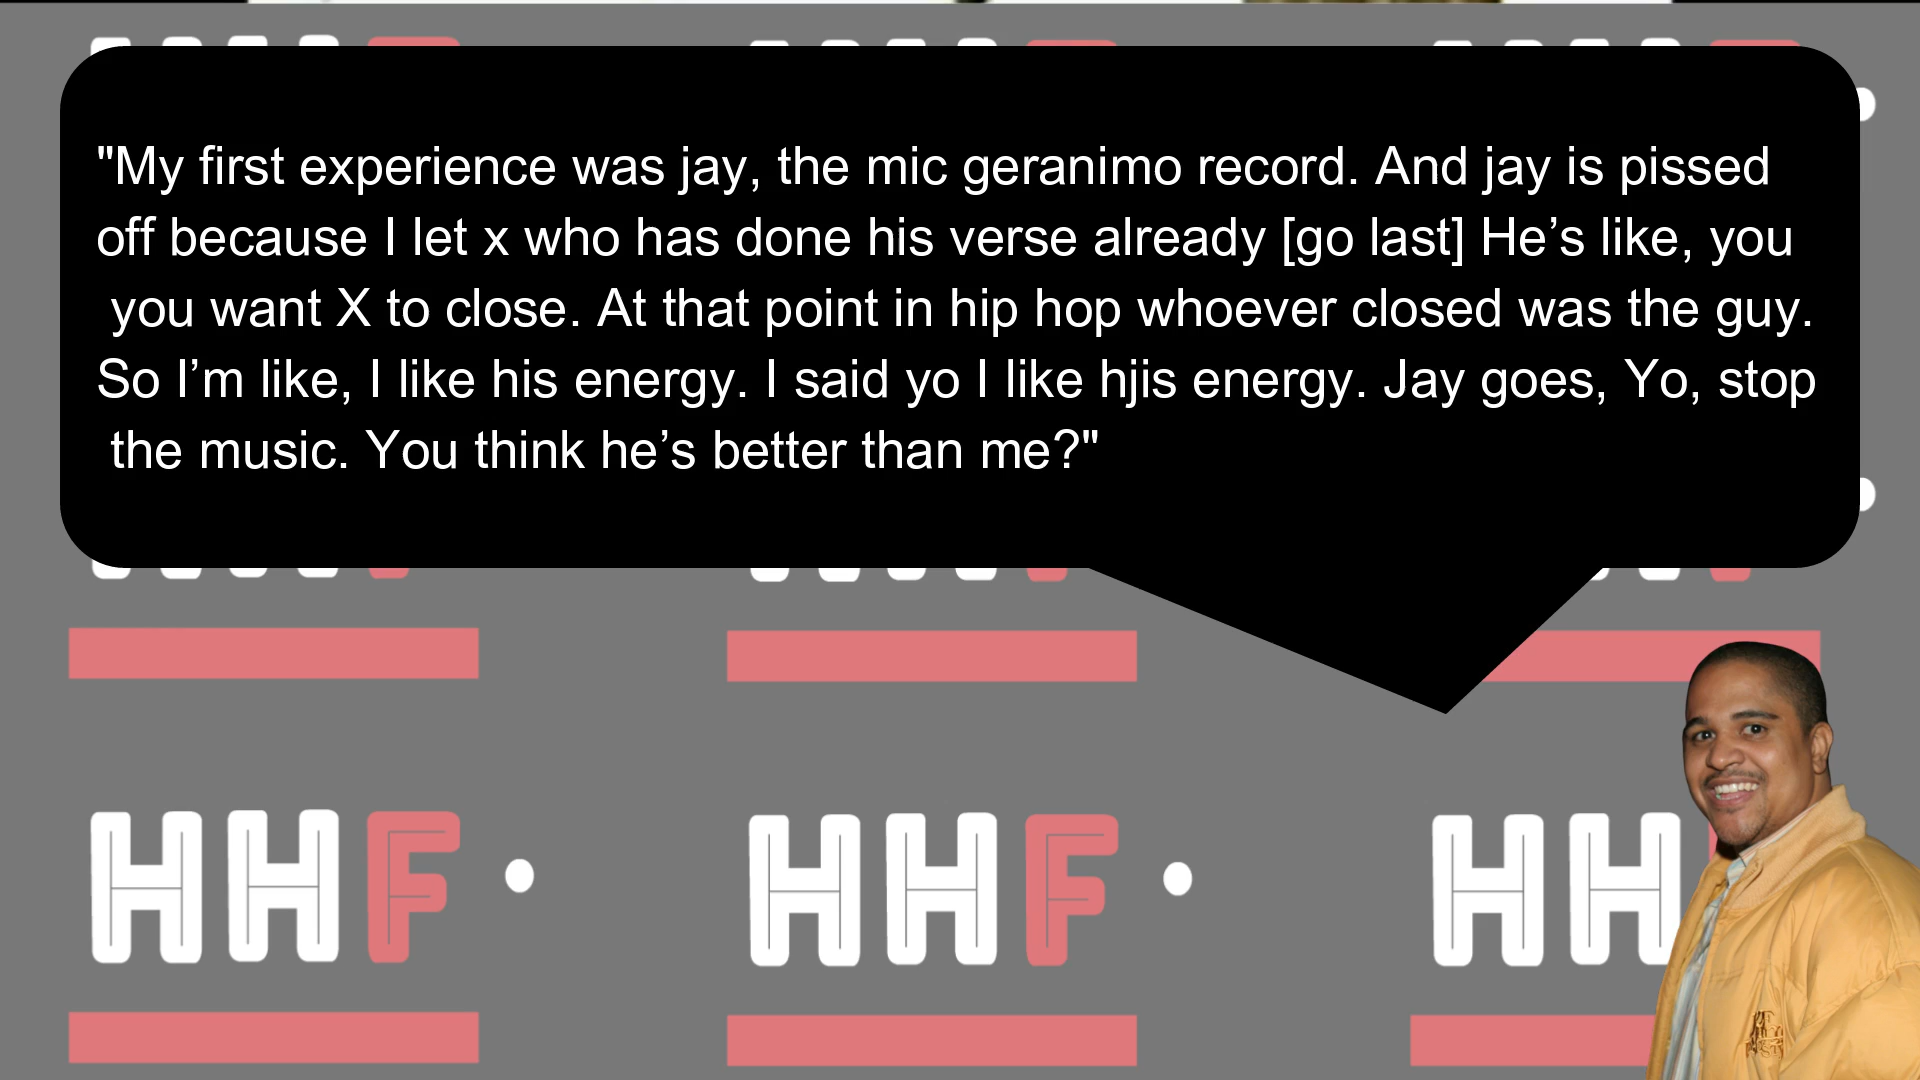 "My first experience was jay, the mic geranimo record. And jay is pissed
off because I let x who has done his verse already [go last] He’s like, you
you want X to close. At that point in hip hop whoever closed was the guy.
So I’m like, I like his energy. I said yo I like hjis energy. Jay goes, Yo, stop
the music. You think he’s better than me?"
HHF. HHF. HH